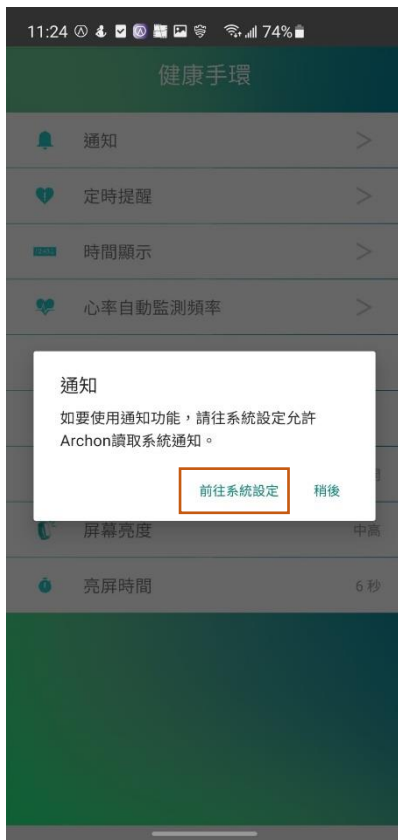 11:24 74%
健康手環
通知
定時提醒
時間顯示
心率自動監測頻率
通知
如要使用通知功能，請往系統設定允許
Archon讀取系統通知。
前往系統設定 稍後
屏幕亮度 中高
亮屏時間 6 秒